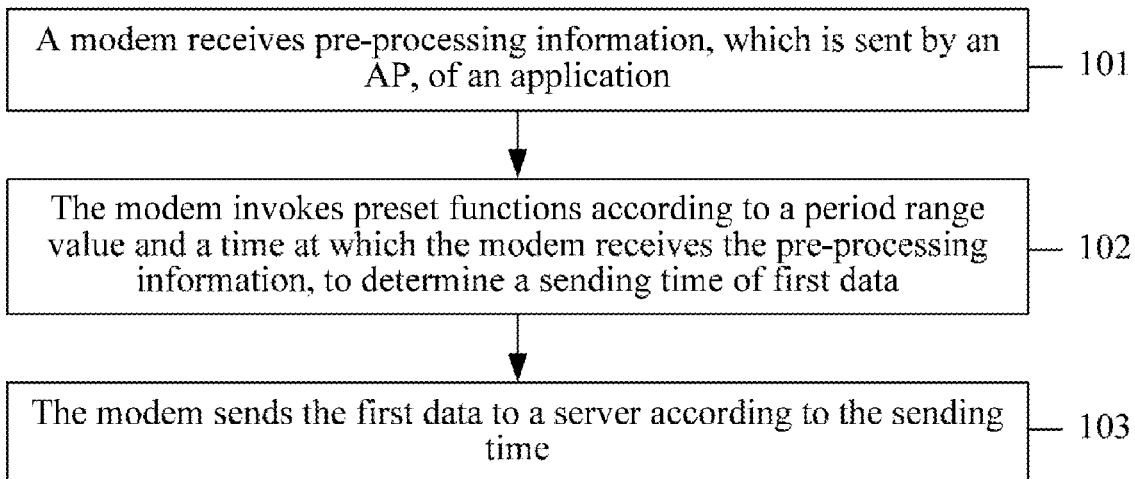 A modem receives pre-processing information, which is sent by an
AP, of an application
101
The modem invokes preset functions according to a period range
value and a time at which the modem receives the pre-processing
information, to determine a sending time of first data
102
The modem sends the first data to a server according to the sending
time
103